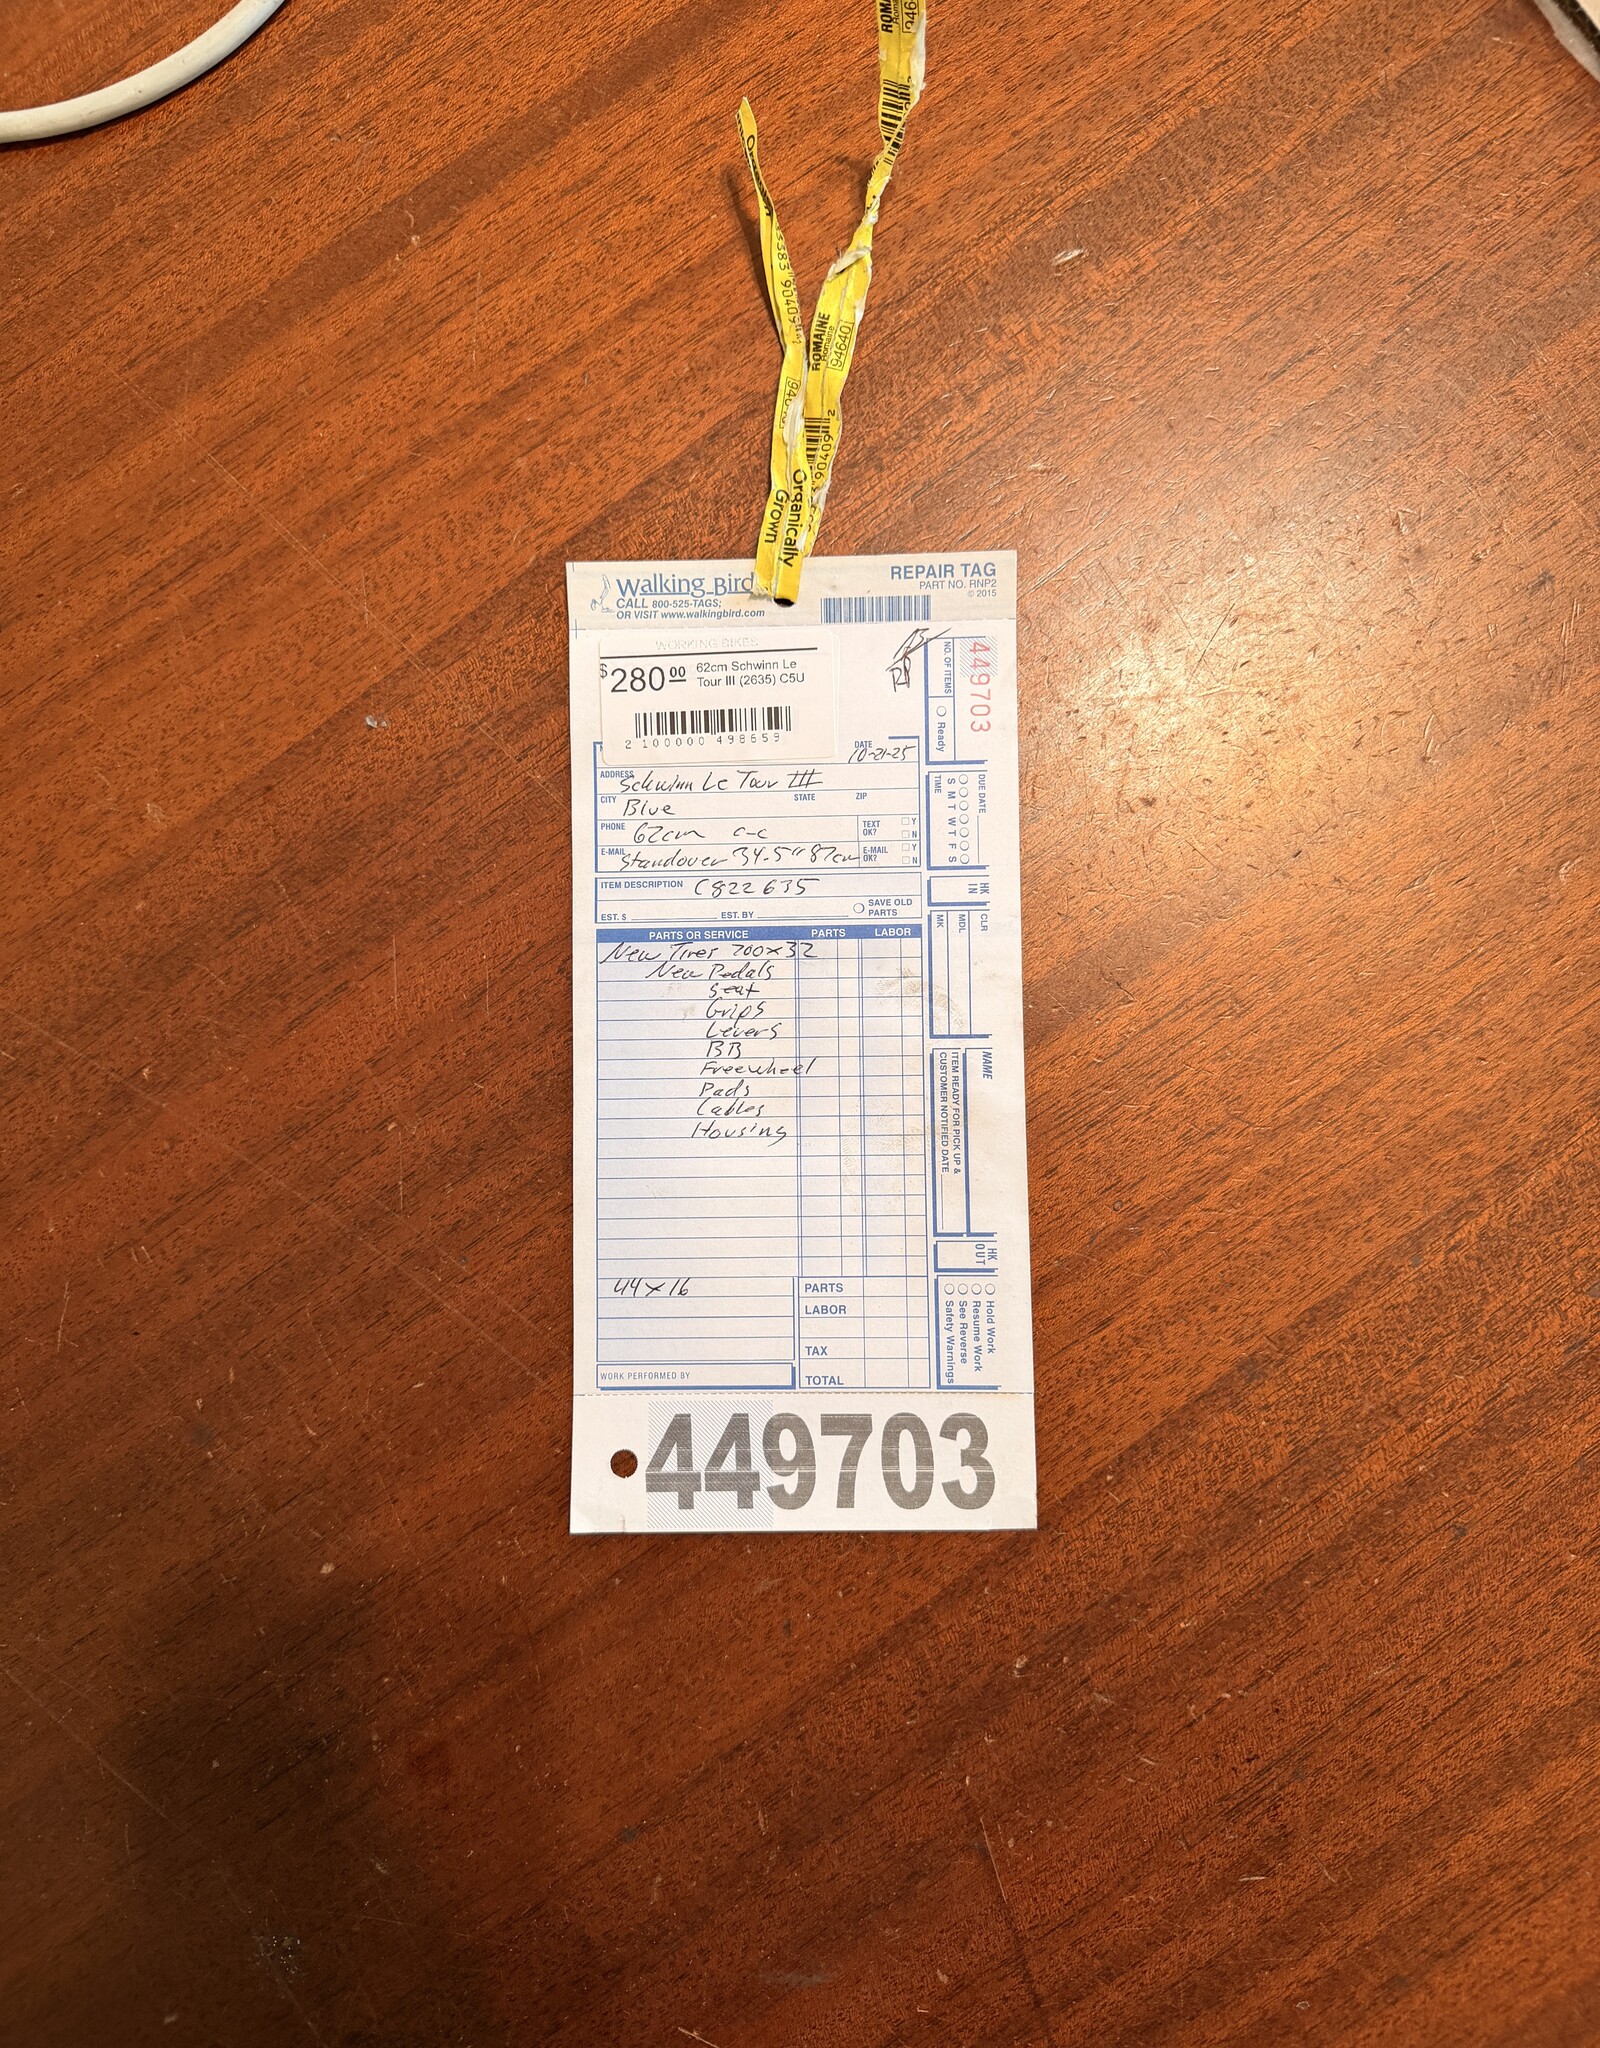 ROMAINE
Romaine
94640
90409 2
Organically
Grown
Walking Bird
CALL 800-525-TAGS;
OR VISIT www.walkingbird.com
REPAIR TAG
PART NO. RNP2
© 2015
WORKING BIKES
$280.00
62cm Schwinn Le
Tour III (2635) C5U
2 100000 498659
DATE 10-21-25
ADDRESS Schwinn Le Tour III
CITY Blue STATE ZIP
PHONE 62cm c-c TEXT OK? Y N
E-MAIL Standover 34.5" 87cm E-MAIL OK? Y N
ITEM DESCRIPTION C822635
EST. $ EST. BY SAVE OLD PARTS
PARTS OR SERVICE PARTS LABOR
New Tires 700x32
New Pedals
Seat
Grips
Levers
BB
Freewheel
Pads
Cables
Housing
44x16
PARTS
LABOR
TAX
TOTAL
WORK PERFORMED BY
449703
NO. OF ITEMS
Ready
DUE DATE
S M T W T F S
TIME
HK IN
CLR
MDL
MK
NAME
ITEM READY FOR PICK UP &
CUSTOMER NOTIFIED DATE
HK OUT
Hold Work
Resume Work
See Reverse
Safety Warnings
449703